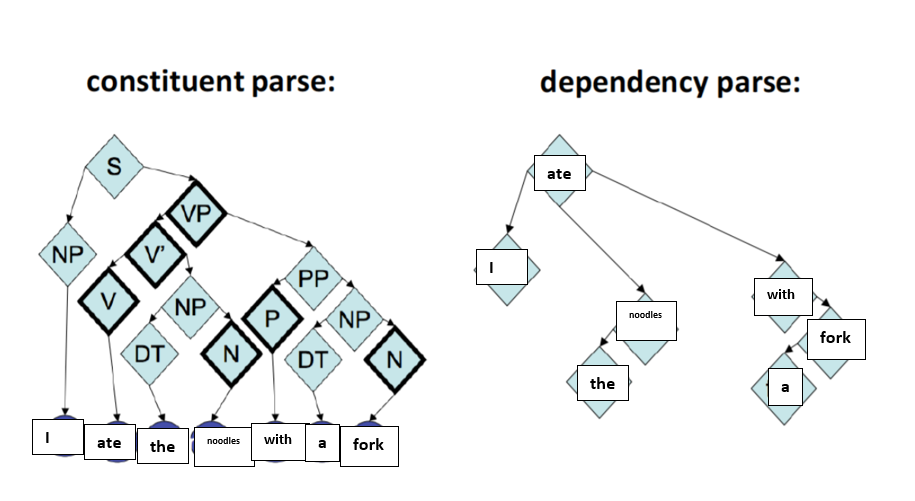 constituent parse:
dependency parse:
S
NP
VP
V'
V
NP
DT
N
PP
P
NP
DT
N
I
ate
the
noodles
with
a
fork
ate
I
noodles
the
with
fork
a